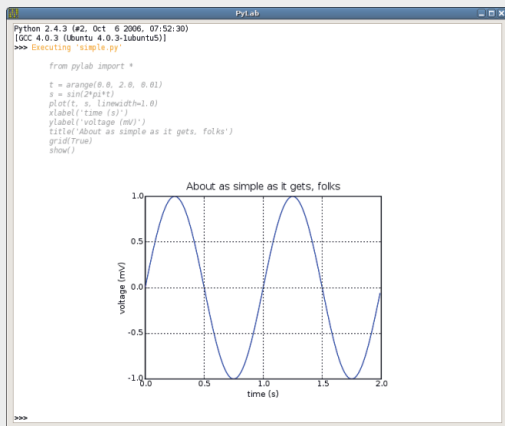 PyLab
Python 2.4.3 (#2, Oct  6 2006, 07:52:30)
[GCC 4.0.3 (Ubuntu 4.0.3-1ubuntu5)]
>>> Executing 'simple.py'
from pylab import *
t = arange(0.0, 2.0, 0.01)
s = sin(2*pi*t)
plot(t, s, linewidth=1.0)
xlabel('time (s)')
ylabel('voltage (mV)')
title('About as simple as it gets, folks')
grid(True)
show()
About as simple as it gets, folks
1.0
0.5
0.0
-0.5
-1.0
voltage (mV)
0.0 0.5 1.0 1.5 2.0
time (s)
>>>